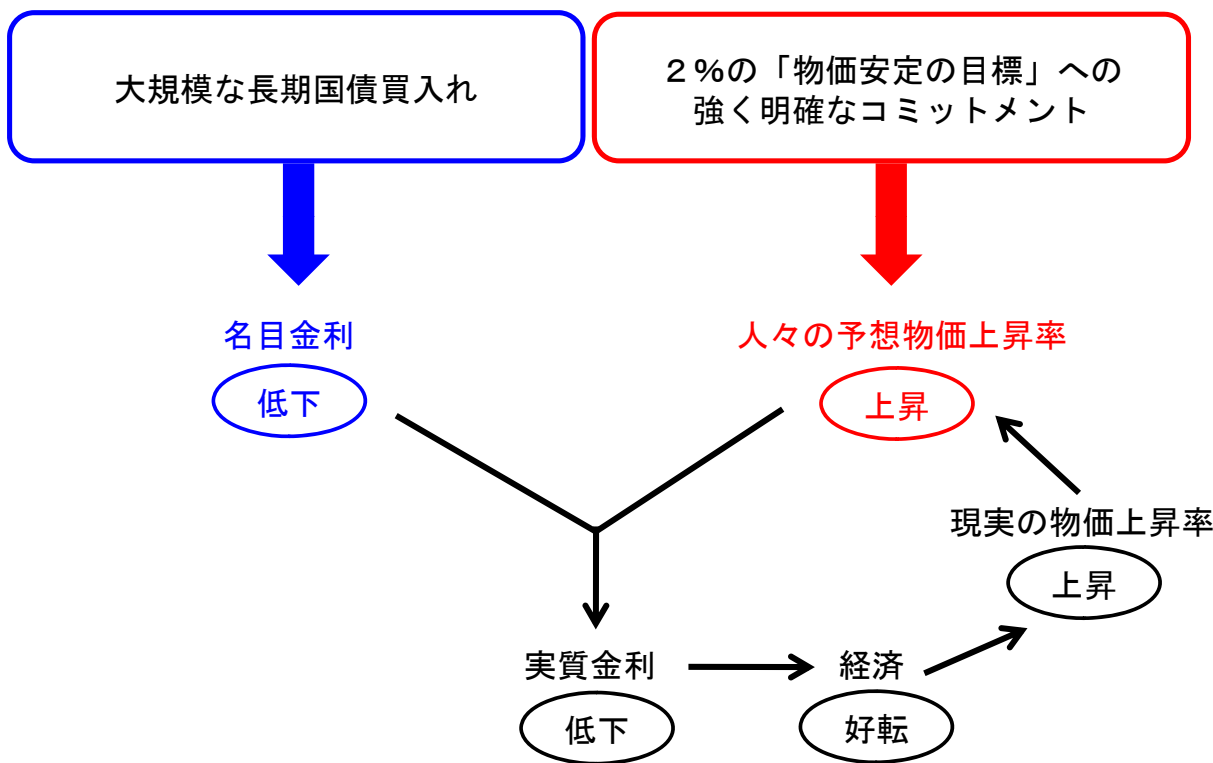 大規模な長期国債買入れ
２%の「物価安定の目標」への
強く明確なコミットメント
名目金利
低下
人々の予想物価上昇率
上昇
現実の物価上昇率
上昇
実質金利
低下
経済
好転